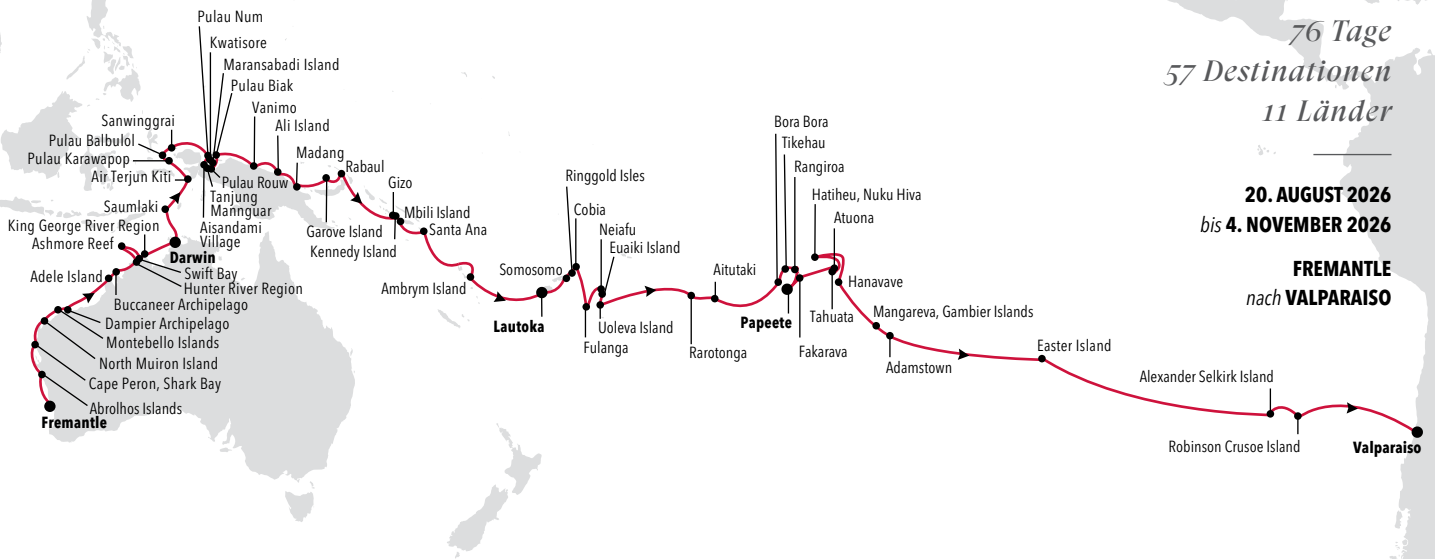 Pulau Num
Kwatisore
Maransabadi Island
Pulau Biak
Vanimo
Ali Island
Madang
Rabaul
Sanwinggrai
Pulau Balbulol
Pulau Karawapop
Air Terjun Kiti
Saumlaki
King George River Region
Ashmore Reef
Adele Island
Pulau Rouw
Tanjung
Mannguar
Aisandami
Village
Darwin
Swift Bay
Hunter River Region
Buccaneer Archipelago
Dampier Archipelago
Montebello Islands
North Muiron Island
Cape Peron, Shark Bay
Abrolhos Islands
Fremantle
Garove Island
Gizo
Mbili Island
Kennedy Island
Santa Ana
Ambrym Island
Ringgold Isles
Cobia
Somosomo
Lautoka
Neiafu
Euaiki Island
Uoleva Island
Fulanga
Aitutaki
Rarotonga
Bora Bora
Tikehau
Rangiroa
Hatiheu, Nuku Hiva
Atuona
Papeete
Hanavave
Tahuata
Fakarava
Mangareva, Gambier Islands
Adamstown
Easter Island
Alexander Selkirk Island
Robinson Crusoe Island
Valparaiso
76 Tage
57 Destinationen
11 Länder
20. AUGUST 2026
bis 4. NOVEMBER 2026
FREMANTLE
nach VALPARAISO